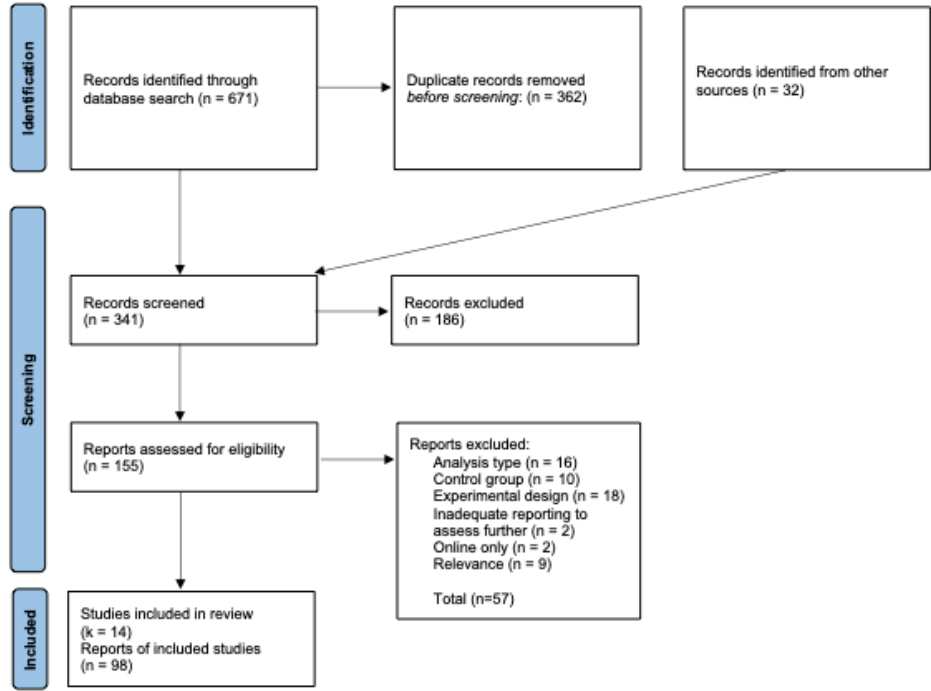 Identification
Records identified through
database search (n = 671)
Duplicate records removed
before screening: (n = 362)
Records identified from other
sources (n = 32)
Screening
Records screened
(n = 341)
Records excluded
(n = 186)
Reports assessed for eligibility
(n = 155)
Reports excluded:
Analysis type (n = 16)
Control group (n = 10)
Experimental design (n = 18)
Inadequate reporting to
assess further (n = 2)
Online only (n = 2)
Relevance (n = 9)
Total (n=57)
Included
Studies included in review
(k = 14)
Reports of included studies
(n = 98)